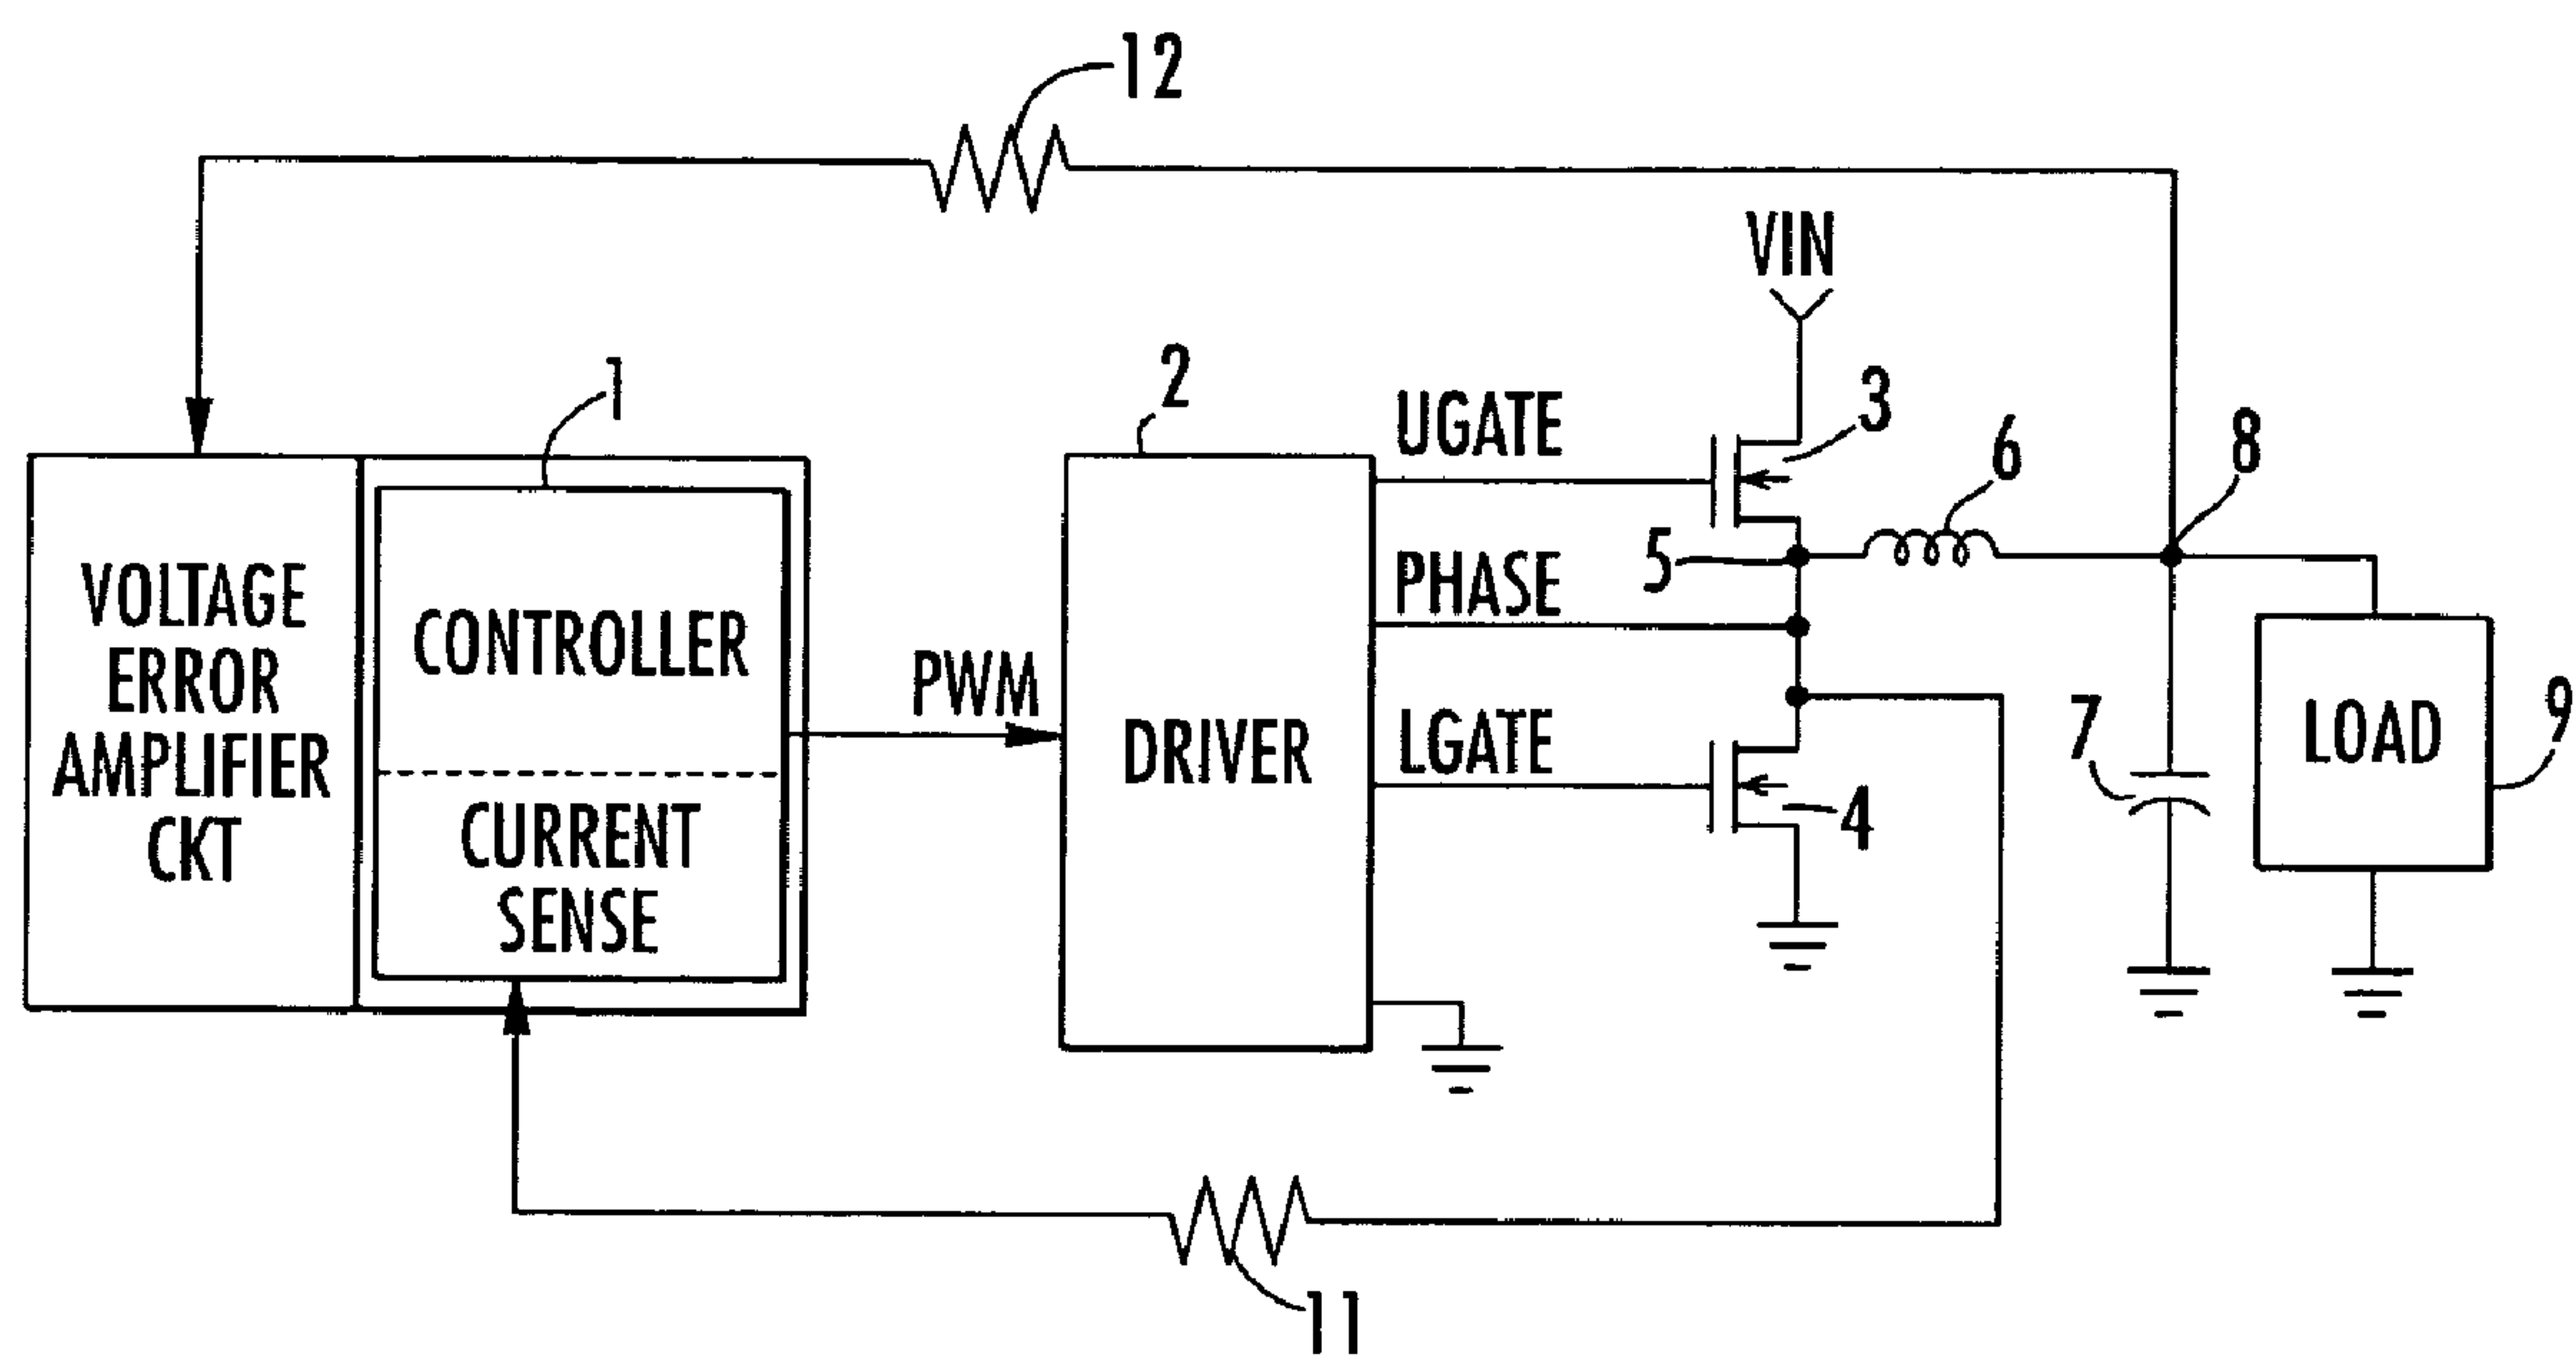 12
VIN
1
2
UGATE
3
6
8
5
PHASE
VOLTAGE
ERROR
AMPLIFIER
CKT
CONTROLLER
CURRENT
SENSE
PWM
DRIVER
LGATE
4
7
LOAD
9
11